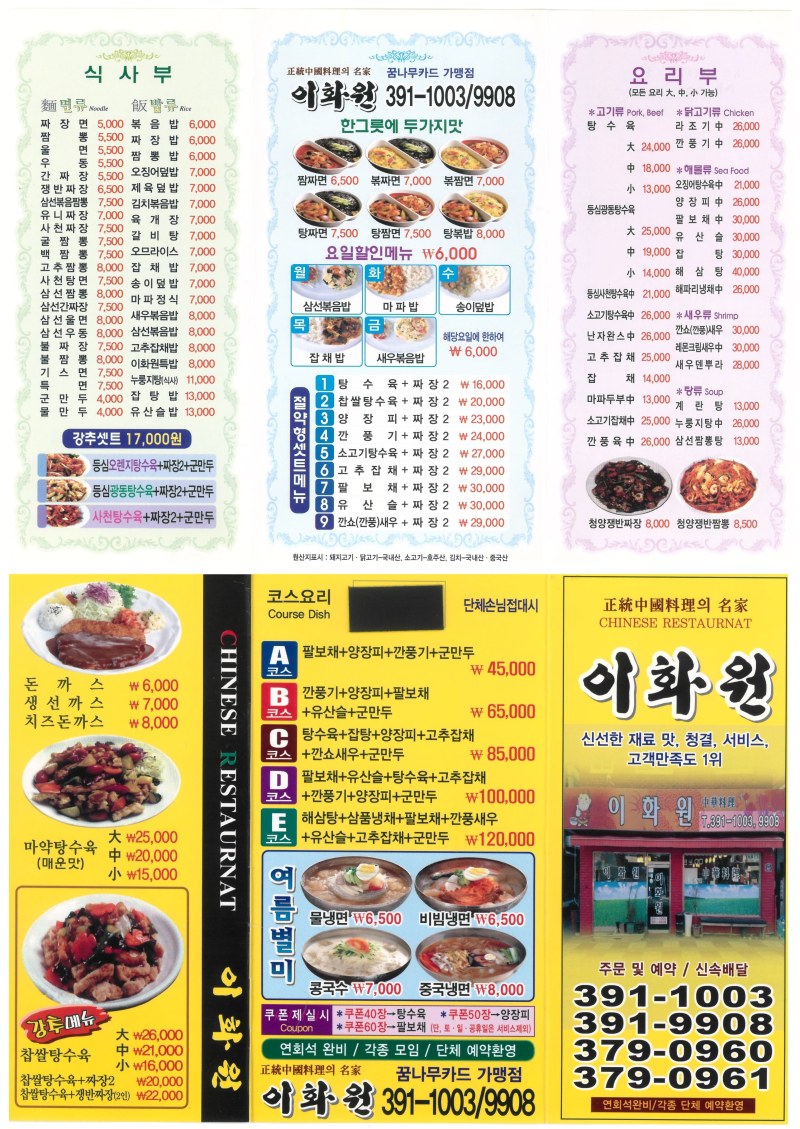 식사부
麵 면류 Noodle
짜장면 5,000
짬뽕 5,500
울면 5,500
우동 5,500
간짜장 5,500
쟁반짜장 6,500
삼선볶음짬뽕 7,500
유니짜장 7,000
사천짜장 7,500
굴짬뽕 7,500
백짬뽕 7,500
고추짬뽕 8,000
사천탕면 7,500
삼선짬뽕 8,000
삼선간짜장 7,500
삼선울면 8,000
삼선우동 8,000
불짜장 7,500
불짬뽕 8,000
기스면 7,500
특면 7,500
군만두 4,000
물만두 4,000
飯 밥류 Rice
볶음밥 6,000
짜장밥 6,000
짬뽕밥 6,000
오징어덮밥 7,000
제육덮밥 7,000
김치볶음밥 7,000
육개장 7,000
갈비탕 7,000
오므라이스 7,000
잡채밥 7,000
송이덮밥 7,000
마파정식 7,000
새우볶음밥 8,000
삼선볶음밥 8,000
고추잡채밥 8,000
이화원특밥 8,000
누룽지탕(식사) 11,000
잡탕밥 13,000
유산슬밥 13,000
강추셋트 17,000원
등심오렌지탕수육+짜장2+군만두
등심광동탕수육+짜장2+군만두
사천탕수육+짜장2+군만두
正統中國料理의 名家 꿈나무카드 가맹점
이화원 391-1003/9908
한그릇에 두가지맛
짬짜면 6,500 볶짜면 7,000 볶짬면 7,000
탕짜면 7,500 탕짬면 7,500 탕볶밥 8,000
요일할인메뉴 ₩6,000
월 화 수
삼선볶음밥 마파밥 송이덮밥
목 금
잡채밥 새우볶음밥
해당요일에 한하여
₩ 6,000
절약형셋트메뉴
1 탕수육+짜장2 ₩ 16,000
2 찹쌀탕수육+짜장2 ₩ 20,000
3 양장피+짜장2 ₩ 23,000
4 깐풍기+짜장2 ₩ 24,000
5 소고기탕수육+짜장2 ₩ 27,000
6 고추잡채+짜장2 ₩ 29,000
7 팔보채+짜장2 ₩ 30,000
8 유산슬+짜장2 ₩ 30,000
9 깐쇼(깐풍)새우+짜장2 ₩ 29,000
원산지표시 : 돼지고기 · 닭고기-국내산, 소고기-호주산, 김치-국내산 · 중국산
요리부
(모든 요리 大, 中, 小 가능)
*고기류 Pork, Beef
탕수육
大 24,000
中 18,000
小 13,000
등심광동탕수육
大 25,000
中 19,000
小 14,000
등심사천탕수육中 21,000
소고기탕수육中 26,000
난자완스中 26,000
고추잡채 25,000
잡채 14,000
마파두부中 13,000
소고기잡채中 25,000
깐풍육中 26,000
*닭고기류 Chicken
라조기中 26,000
깐풍기中 26,000
*해물류 Sea Food
오징어탕수육中 21,000
양장피中 26,000
팔보채中 30,000
유산슬 30,000
잡탕 30,000
해삼탕 40,000
해파리냉채中 26,000
*새우류 Shrimp
깐쇼(깐풍)새우 30,000
레몬크림새우中 30,000
새우덴뿌라 28,000
*탕류 Soup
계란탕 13,000
누룽지탕中 26,000
삼선짬뽕탕 13,000
청양쟁반짜장 8,000 청양쟁반짬뽕 8,500
돈까스 ₩ 6,000
생선까스 ₩ 7,000
치즈돈까스 ₩ 8,000
마약탕수육
(매운맛)
大 ₩25,000
中 ₩20,000
小 ₩15,000
강추메뉴
찹쌀탕수육
大 ₩26,000
中 ₩21,000
小 ₩16,000
찹쌀탕수육+짜장2 ₩20,000
찹쌀탕수육+쟁반짜장(2인) ₩22,000
CHINESE RESTAURNAT 이화원
코스요리
Course Dish
단체손님접대시
A코스 팔보채+양장피+깐풍기+군만두
₩ 45,000
B코스 깐풍기+양장피+팔보채
+유산슬+군만두 ₩ 65,000
C코스 탕수육+잡탕+양장피+고추잡채
+깐쇼새우+군만두 ₩ 85,000
D코스 팔보채+유산슬+탕수육+고추잡채
+깐풍기+양장피+군만두 ₩100,000
E코스 해삼탕+삼품냉채+팔보채+깐풍새우
+유산슬+고추잡채+군만두 ₩120,000
여름별미
물냉면 ₩6,500 비빔냉면 ₩6,500
콩국수 ₩7,000 중국냉면 ₩8,000
쿠폰제실시
Coupon
*쿠폰40장→탕수육 *쿠폰50장→양장피
*쿠폰60장→팔보채 (단, 토 · 일 · 공휴일은 서비스제외)
연회석 완비 / 각종 모임 / 단체 예약환영
正統中國料理의 名家 꿈나무카드 가맹점
이화원 391-1003/9908
正統中國料理의 名家
CHINESE RESTAURNAT
이화원
신선한 재료 맛, 청결, 서비스,
고객만족도 1위
이화원 中華料理
T.391-1003, 9908
이화원 이화원 中華料理
주문 및 예약 / 신속배달
391-1003
391-9908
379-0960
379-0961
연회석완비/각종 단체 예약환영